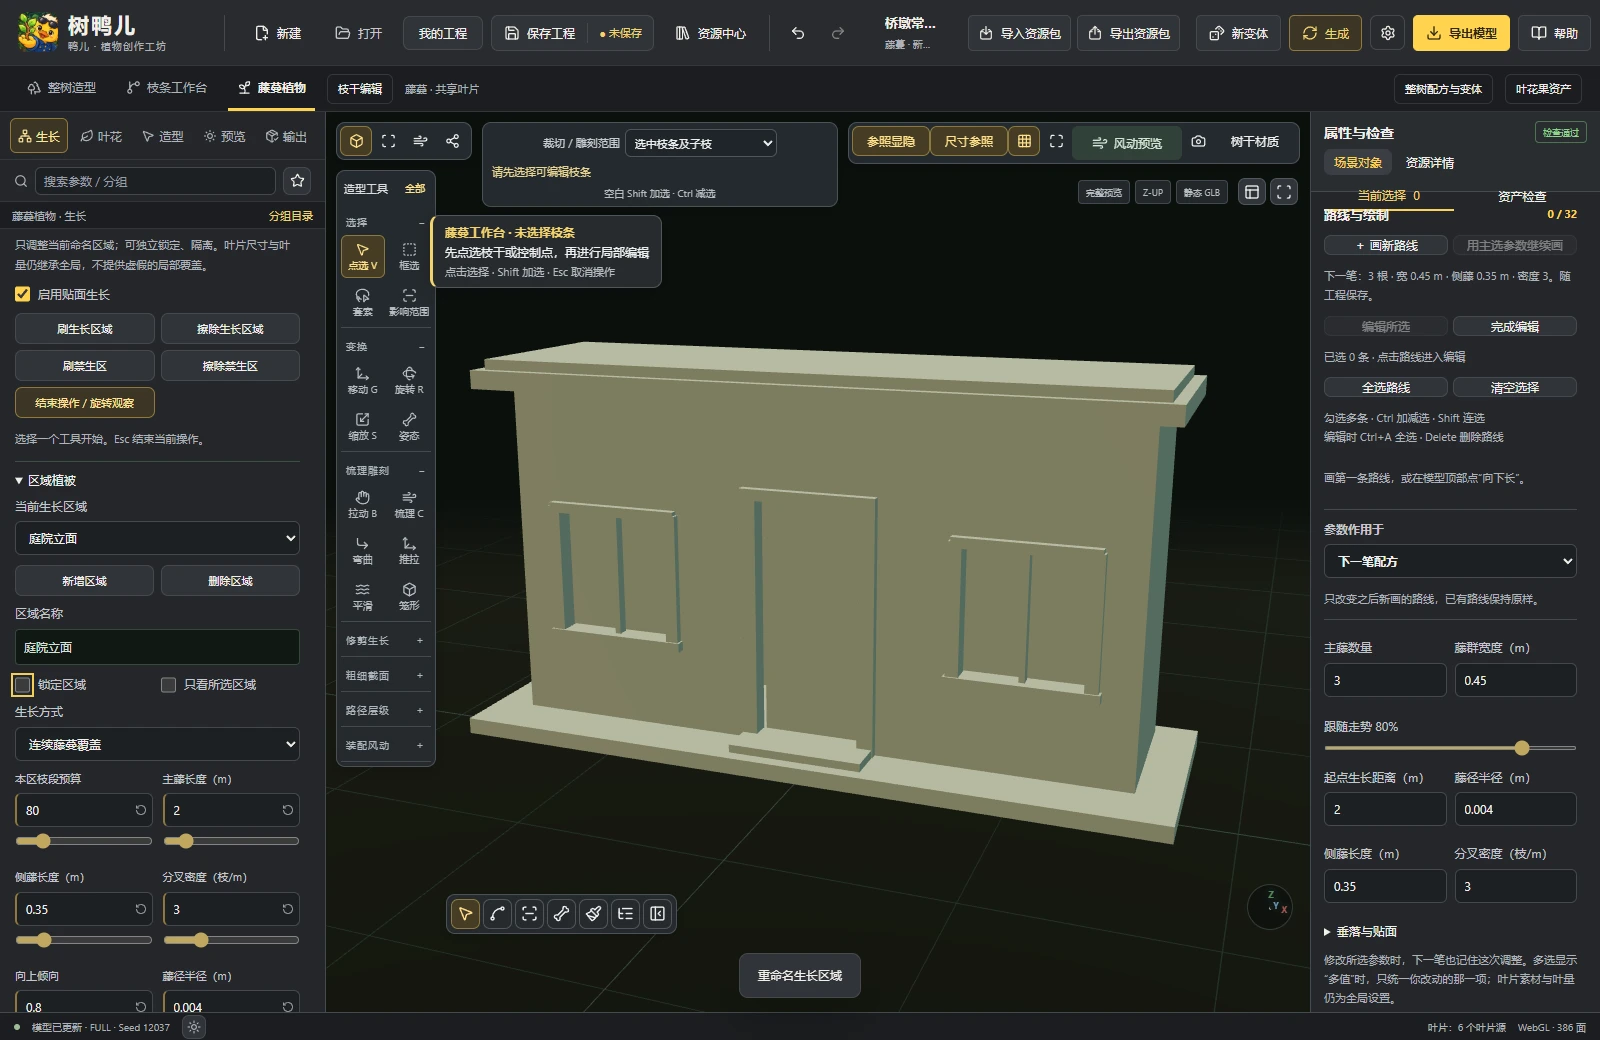 树鸭儿
鸭儿 · 植物创作工坊
新建
打开
我的工程
保存工程
未保存
资源中心
桥墩常...
藤蔓 · 新...
导入资源包
导出资源包
新变体
生成
导出模型
帮助
整树造型
枝条工作台
藤蔓植物
枝干编辑
藤蔓 · 共享叶片
整树配方与变体
叶花果资产
生长
叶花
造型
预览
输出
搜索参数 / 分组
藤蔓植物 · 生长
分组目录
只调整当前命名区域；可独立锁定、隔离。叶片尺寸与叶
量仍继承全局，不提供虚假的局部覆盖。
启用贴面生长
刷生长区域
擦除生长区域
刷禁生区
擦除禁生区
结束操作 / 旋转观察
选择一个工具开始。Esc 结束当前操作。
区域植被
当前生长区域
庭院立面
新增区域
删除区域
区域名称
庭院立面
锁定区域
只看所选区域
生长方式
连续藤蔓覆盖
本区枝段预算
主藤长度（m）
80
2
侧藤长度（m）
分叉密度（枝/m）
0.35
3
向上倾向
藤径半径（m）
0.8
0.004
模型已更新 · FULL · Seed 12037
裁切 / 雕刻范围
选中枝条及子枝
请先选择可编辑枝条
空白 Shift 加选 · Ctrl 减选
参照显隐
尺寸参照
风动预览
树干材质
完整预览
Z-UP
静态 GLB
造型工具
全部
选择
−
点选 V
框选
套索
影响范围
变换
−
移动 G
旋转 R
缩放 S
姿态
梳理雕刻
−
拉动 B
梳理 C
弯曲
推拉
平滑
笼形
修剪生长
+
粗细截面
+
路径层级
+
装配风动
+
藤蔓工作台 · 未选择枝条
先点选枝干或控制点，再进行局部编辑
点击选择 · Shift 加选 · Esc 取消操作
Z
Y
X
重命名生长区域
属性与检查
检查通过
场景对象
资源详情
当前选择 0
资产检查
路线与绘制
0 / 32
+ 画新路线
用主选参数继续画
下一笔：3 根 · 宽 0.45 m · 侧藤 0.35 m · 密度 3。随
工程保存。
编辑所选
完成编辑
已选 0 条 · 点击路线进入编辑
全选路线
清空选择
勾选多条 · Ctrl 加减选 · Shift 连选
编辑时 Ctrl+A 全选 · Delete 删除路线
画第一条路线，或在模型顶部点“向下长”。
参数作用于
下一笔配方
只改变之后新画的路线，已有路线保持原样。
主藤数量
藤群宽度（m）
3
0.45
跟随走势 80%
起点生长距离（m）
藤径半径（m）
2
0.004
侧藤长度（m）
分叉密度（枝/m）
0.35
3
垂落与贴面
修改所选参数时，下一笔也记住这次调整。多选显示
“多值”时，只统一你改动的那一项；叶片素材与叶量
仍为全局设置。
叶片：6 个叶片源
WebGL · 386 面